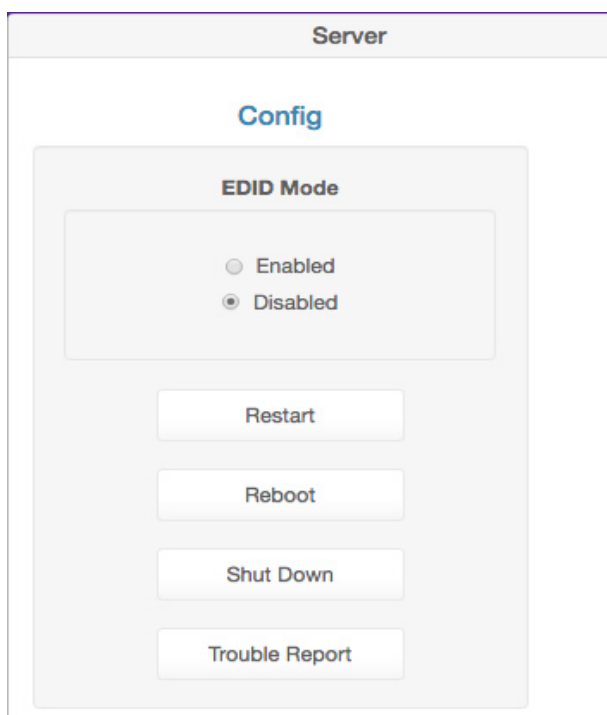 Server
Config
EDID Mode
Enabled
Disabled
Restart
Reboot
Shut Down
Trouble Report